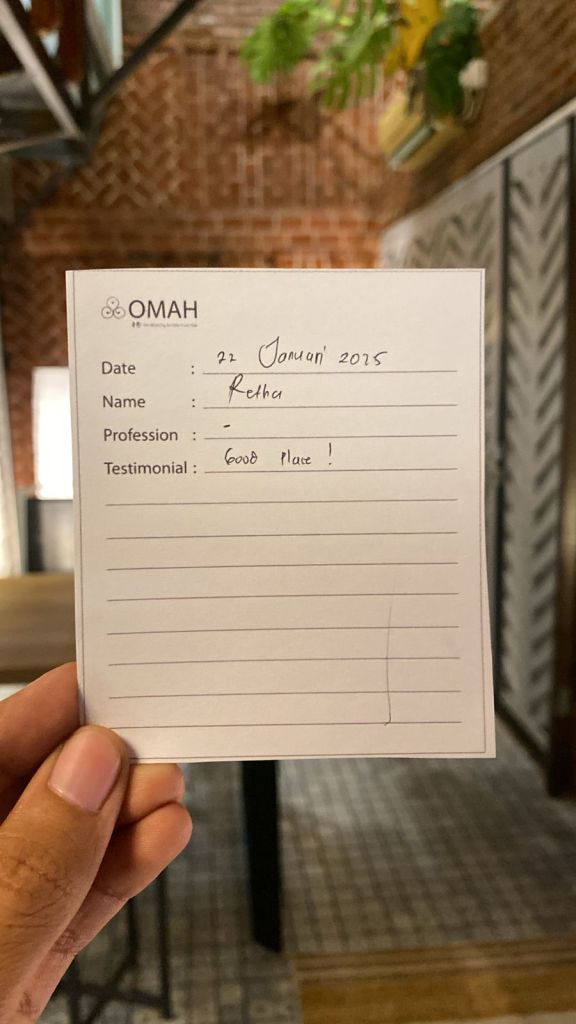 OMAH
Date : 22 Januari 2025
Name : Retha
Profession : -
Testimonial : Good Place !